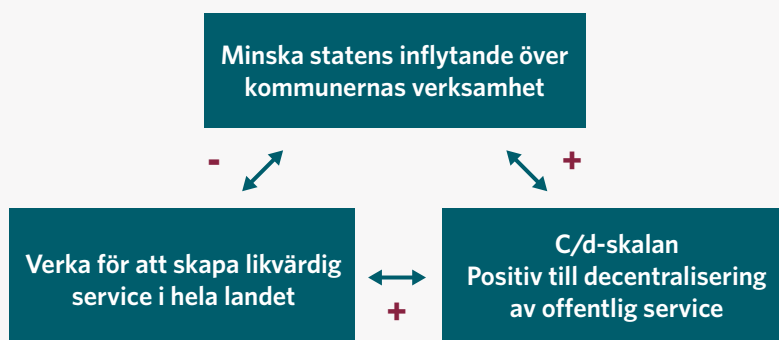 Minska statens inflytande över
kommunernas verksamhet
-
+
Verka för att skapa likvärdig
service i hela landet
C/d-skalan
Positiv till decentralisering
av offentlig service
+